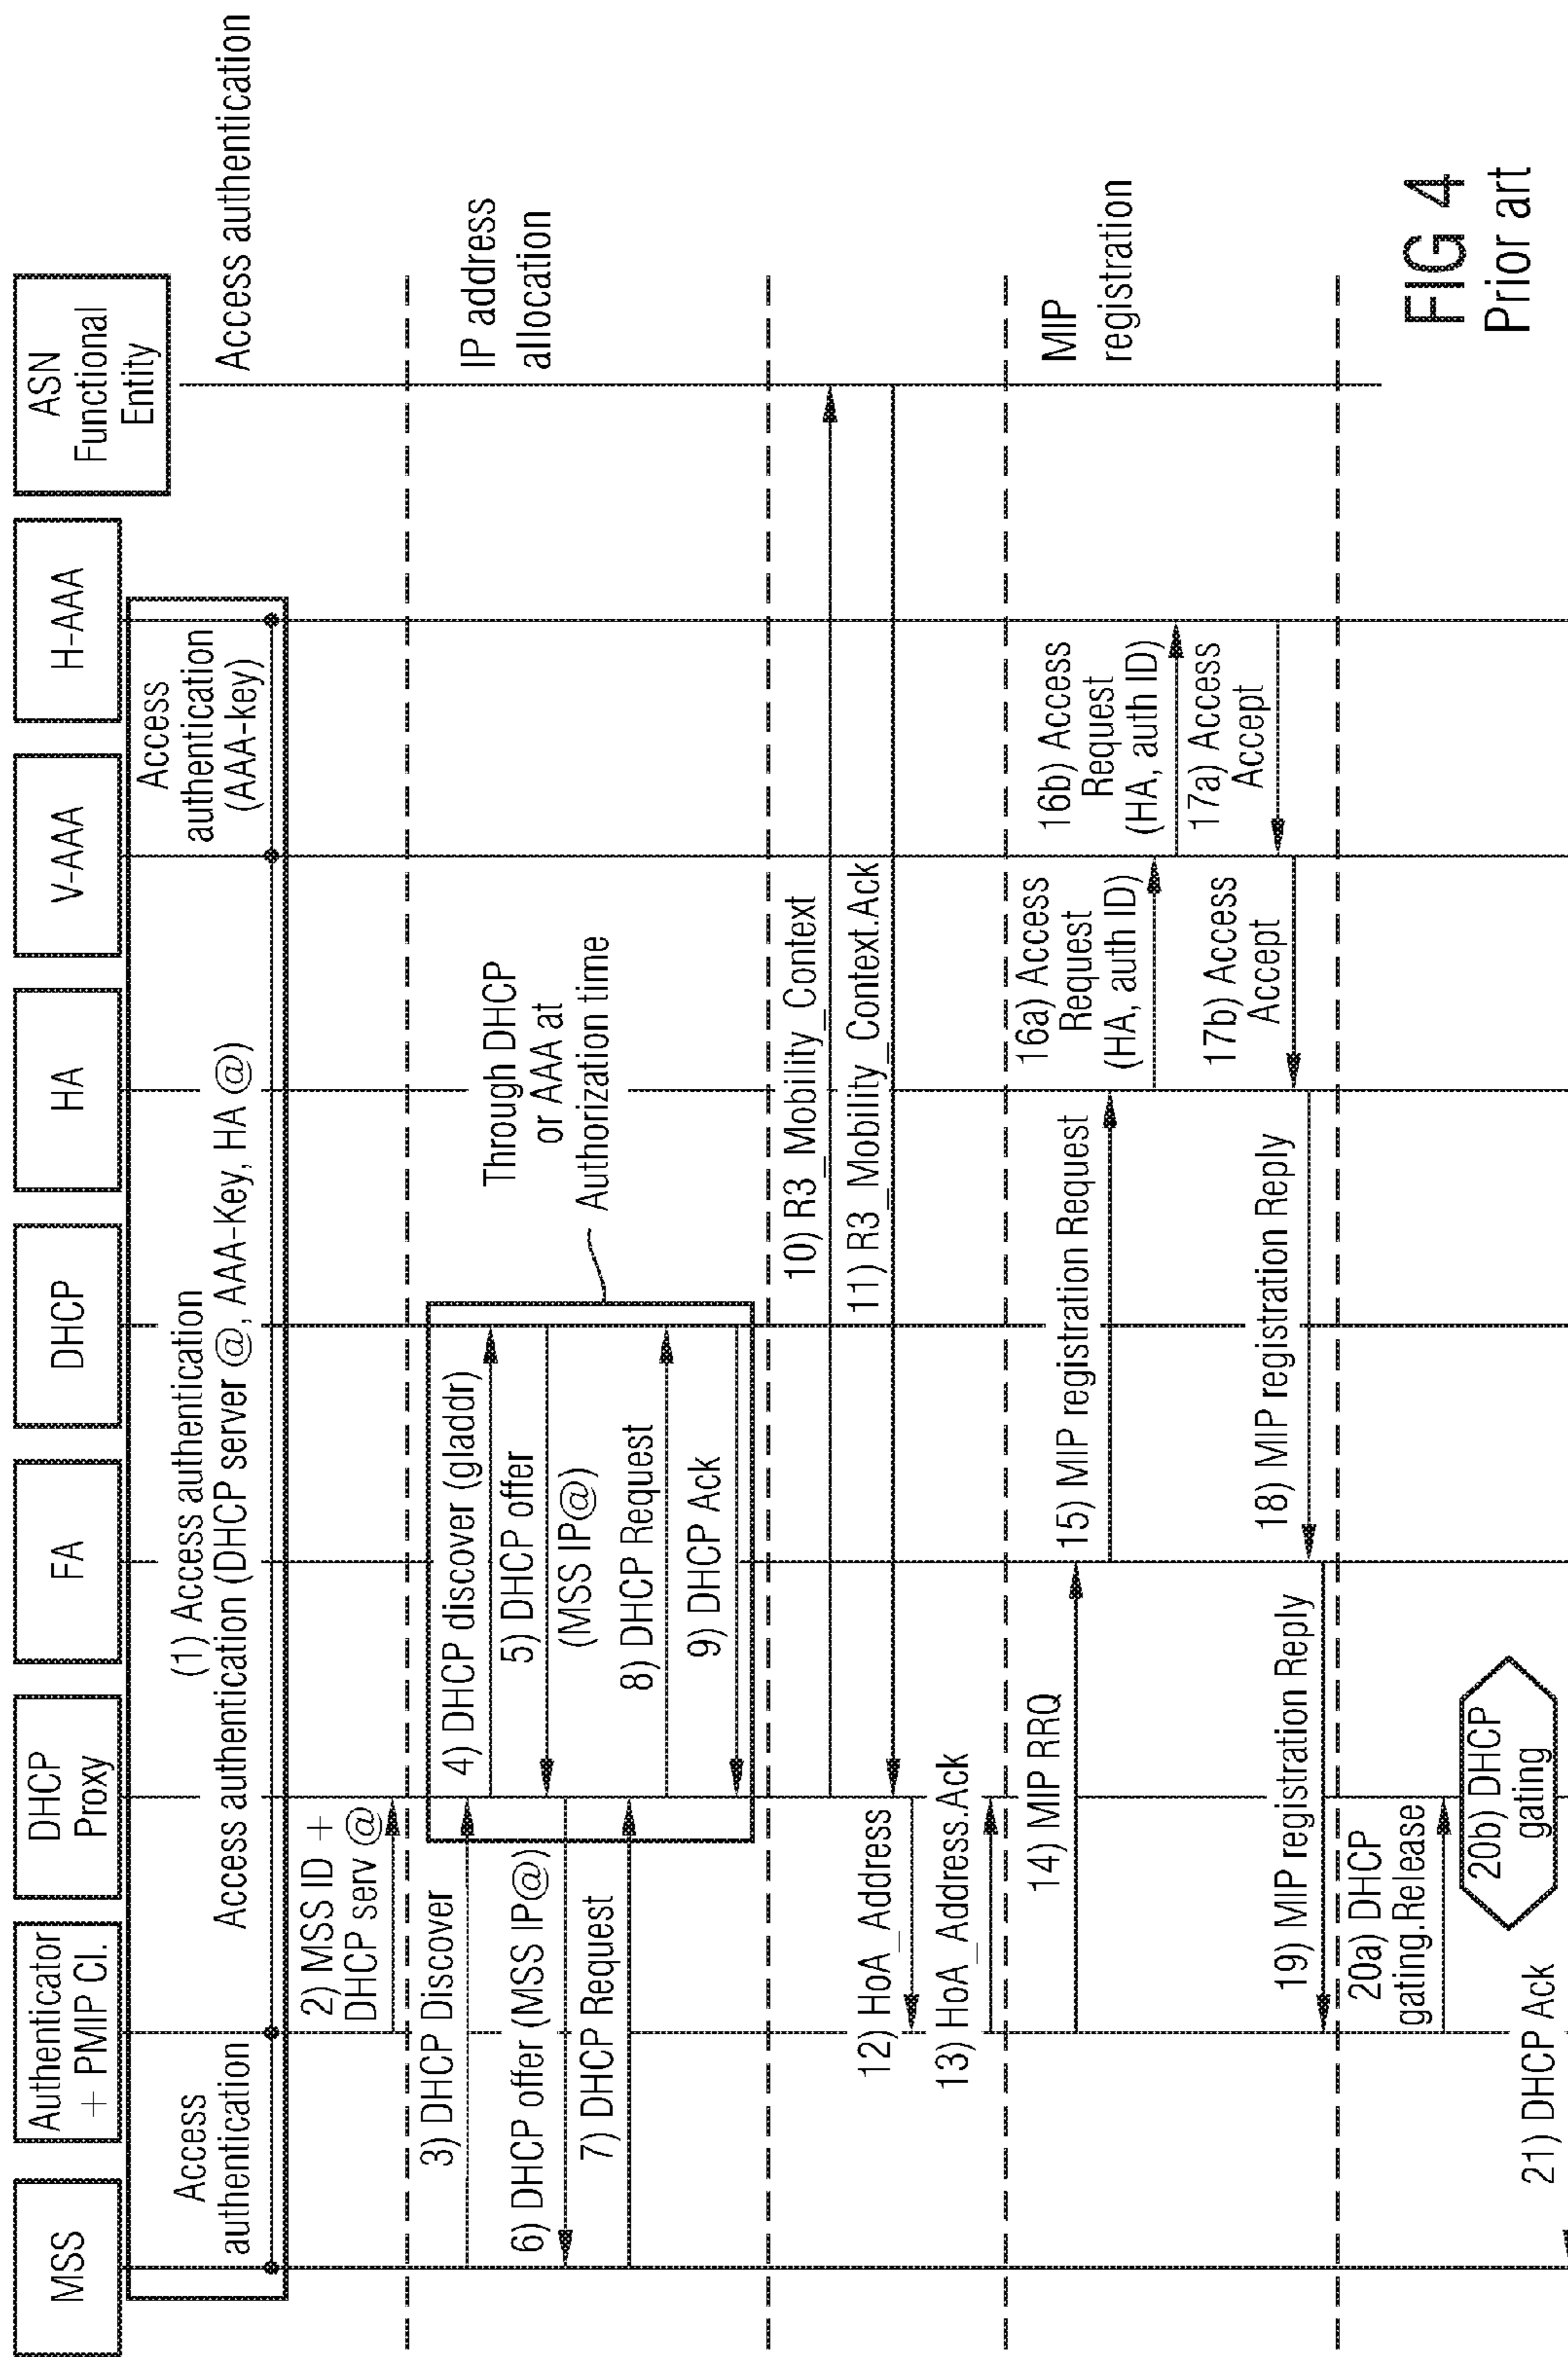 MSS
Authenticator
+ PMIP Cl.
DHCP
Proxy
FA
DHCP
HA
V-AAA
H-AAA
ASN
Functional
Entity
Access
authentication
(1) Access authentication
Access authentication (DHCP server @, AAA-Key, HA @)
Access
authentication
(AAA-key)
Access authentication
2) MSS ID +
DHCP serv @
3) DHCP Discover
4) DHCP discover (gladdr)
5) DHCP offer
(MSS IP@)
6) DHCP offer (MSS IP@)
7) DHCP Request
8) DHCP Request
9) DHCP Ack
Through DHCP
or AAA at
Authorization time
IP address
allocation
10) R3_Mobility_Context
11) R3_Mobility_Context.Ack
12) HoA_Address
13) HoA_Address.Ack
14) MIP RRQ
15) MIP registration Request
16a) Access
Request
(HA, auth ID)
16b) Access
Request
(HA, auth ID)
17a) Access
Accept
17b) Access
Accept
MIP
registration
18) MIP registration Reply
19) MIP registration Reply
20a) DHCP
gating.Release
20b) DHCP
gating
21) DHCP Ack
FIG 4
Prior art